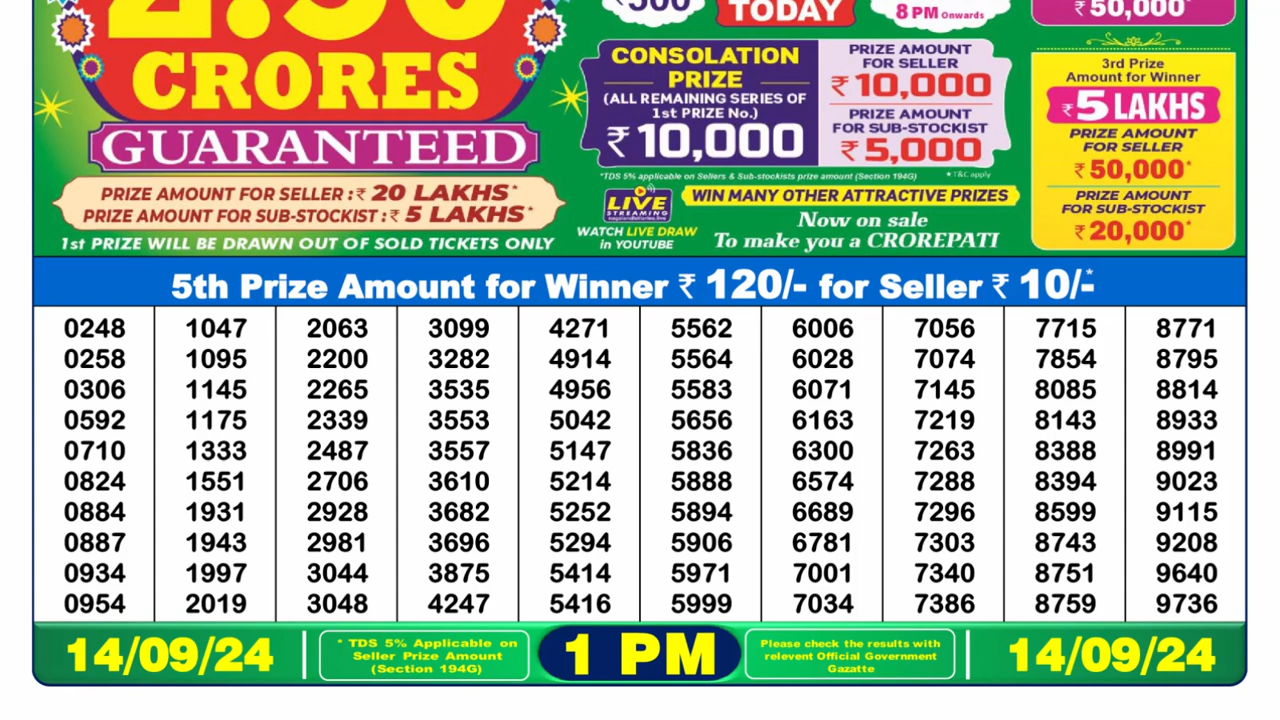 2.50
CRORES
GUARANTEED
PRIZE AMOUNT FOR SELLER :₹ 20 LAKHS*
PRIZE AMOUNT FOR SUB-STOCKIST :₹ 5 LAKHS*
1st PRIZE WILL BE DRAWN OUT OF SOLD TICKETS ONLY
₹500
TODAY
8 PM Onwards
₹50,000*
CONSOLATION
PRIZE
(ALL REMAINING SERIES OF
1st PRIZE No.)
₹10,000
PRIZE AMOUNT
FOR SELLER
₹10,000
PRIZE AMOUNT
FOR SUB-STOCKIST
₹5,000
*TDS 5% applicable on Sellers & Sub-stockists prize amount (Section 194G)
*T&C apply
LIVE
STREAMING
nagalandlotteries.live
WATCH LIVE DRAW
in YOUTUBE
WIN MANY OTHER ATTRACTIVE PRIZES
Now on sale
To make you a CROREPATI
3rd Prize
Amount for Winner
₹5 LAKHS
PRIZE AMOUNT
FOR SELLER
₹50,000*
PRIZE AMOUNT
FOR SUB-STOCKIST
₹20,000*
5th Prize Amount for Winner ₹ 120/- for Seller ₹ 10/-*
0248 1047 2063 3099 4271 5562 6006 7056 7715 8771
0258 1095 2200 3282 4914 5564 6028 7074 7854 8795
0306 1145 2265 3535 4956 5583 6071 7145 8085 8814
0592 1175 2339 3553 5042 5656 6163 7219 8143 8933
0710 1333 2487 3557 5147 5836 6300 7263 8388 8991
0824 1551 2706 3610 5214 5888 6574 7288 8394 9023
0884 1931 2928 3682 5252 5894 6689 7296 8599 9115
0887 1943 2981 3696 5294 5906 6781 7303 8743 9208
0934 1997 3044 3875 5414 5971 7001 7340 8751 9640
0954 2019 3048 4247 5416 5999 7034 7386 8759 9736
14/09/24
* TDS 5% Applicable on
Seller Prize Amount
(Section 194G)
1 PM
Please check the results with
relevent Official Government
Gazatte
14/09/24